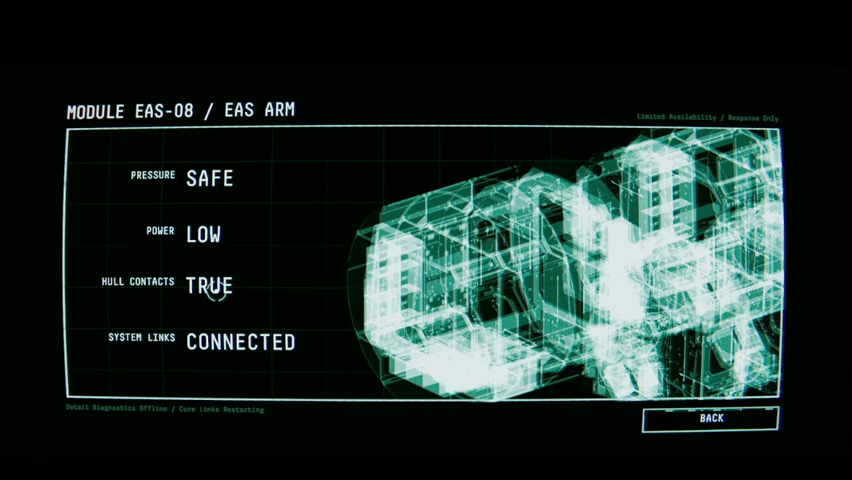 MODULE EAS-08 / EAS ARM
Limited Availability / Response Only
PRESSURE SAFE
POWER LOW
HULL CONTACTS TRUE
SYSTEM LINKS CONNECTED
Detail Diagnostics Offline / Core Links Restarting
BACK